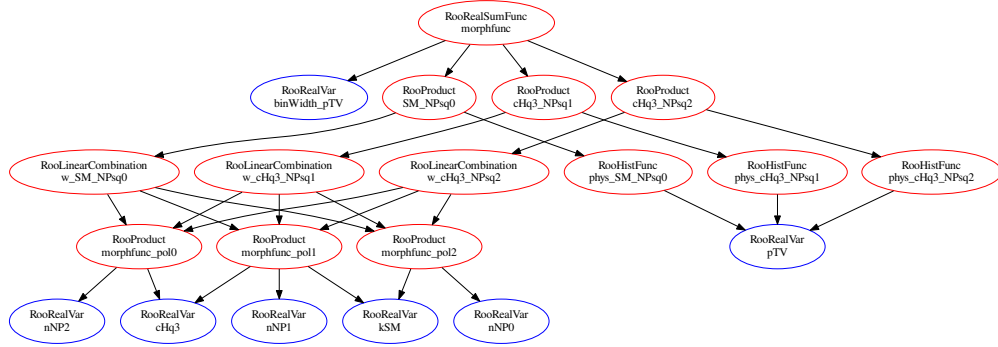 RooRealSumFunc
morphfunc
RooRealVar
binWidth_pTV
RooProduct
SM_NPsq0
RooProduct
cHq3_NPsq1
RooProduct
cHq3_NPsq2
RooLinearCombination
w_SM_NPsq0
RooLinearCombination
w_cHq3_NPsq1
RooLinearCombination
w_cHq3_NPsq2
RooHistFunc
phys_SM_NPsq0
RooHistFunc
phys_cHq3_NPsq1
RooHistFunc
phys_cHq3_NPsq2
RooProduct
morphfunc_pol0
RooProduct
morphfunc_pol1
RooProduct
morphfunc_pol2
RooRealVar
pTV
RooRealVar
nNP2
RooRealVar
cHq3
RooRealVar
nNP1
RooRealVar
kSM
RooRealVar
nNP0